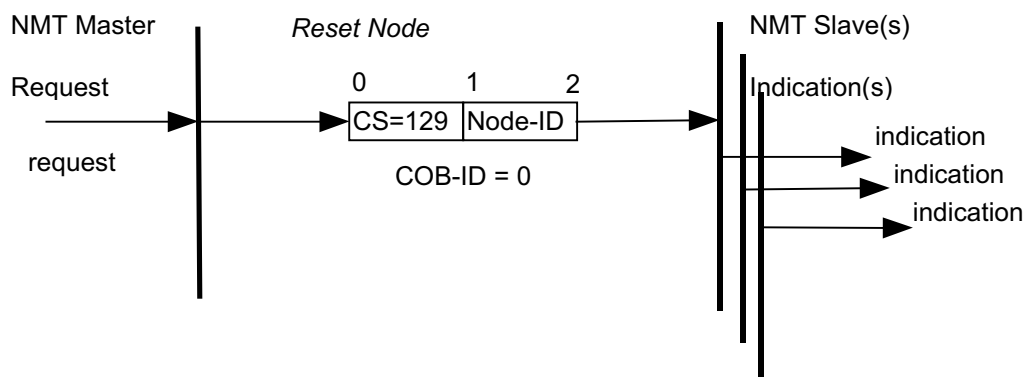 NMT Master
Reset Node
NMT Slave(s)
Request
0 1 2
Indication(s)
CS=129 Node-ID
request
COB-ID = 0
indication
indication
indication